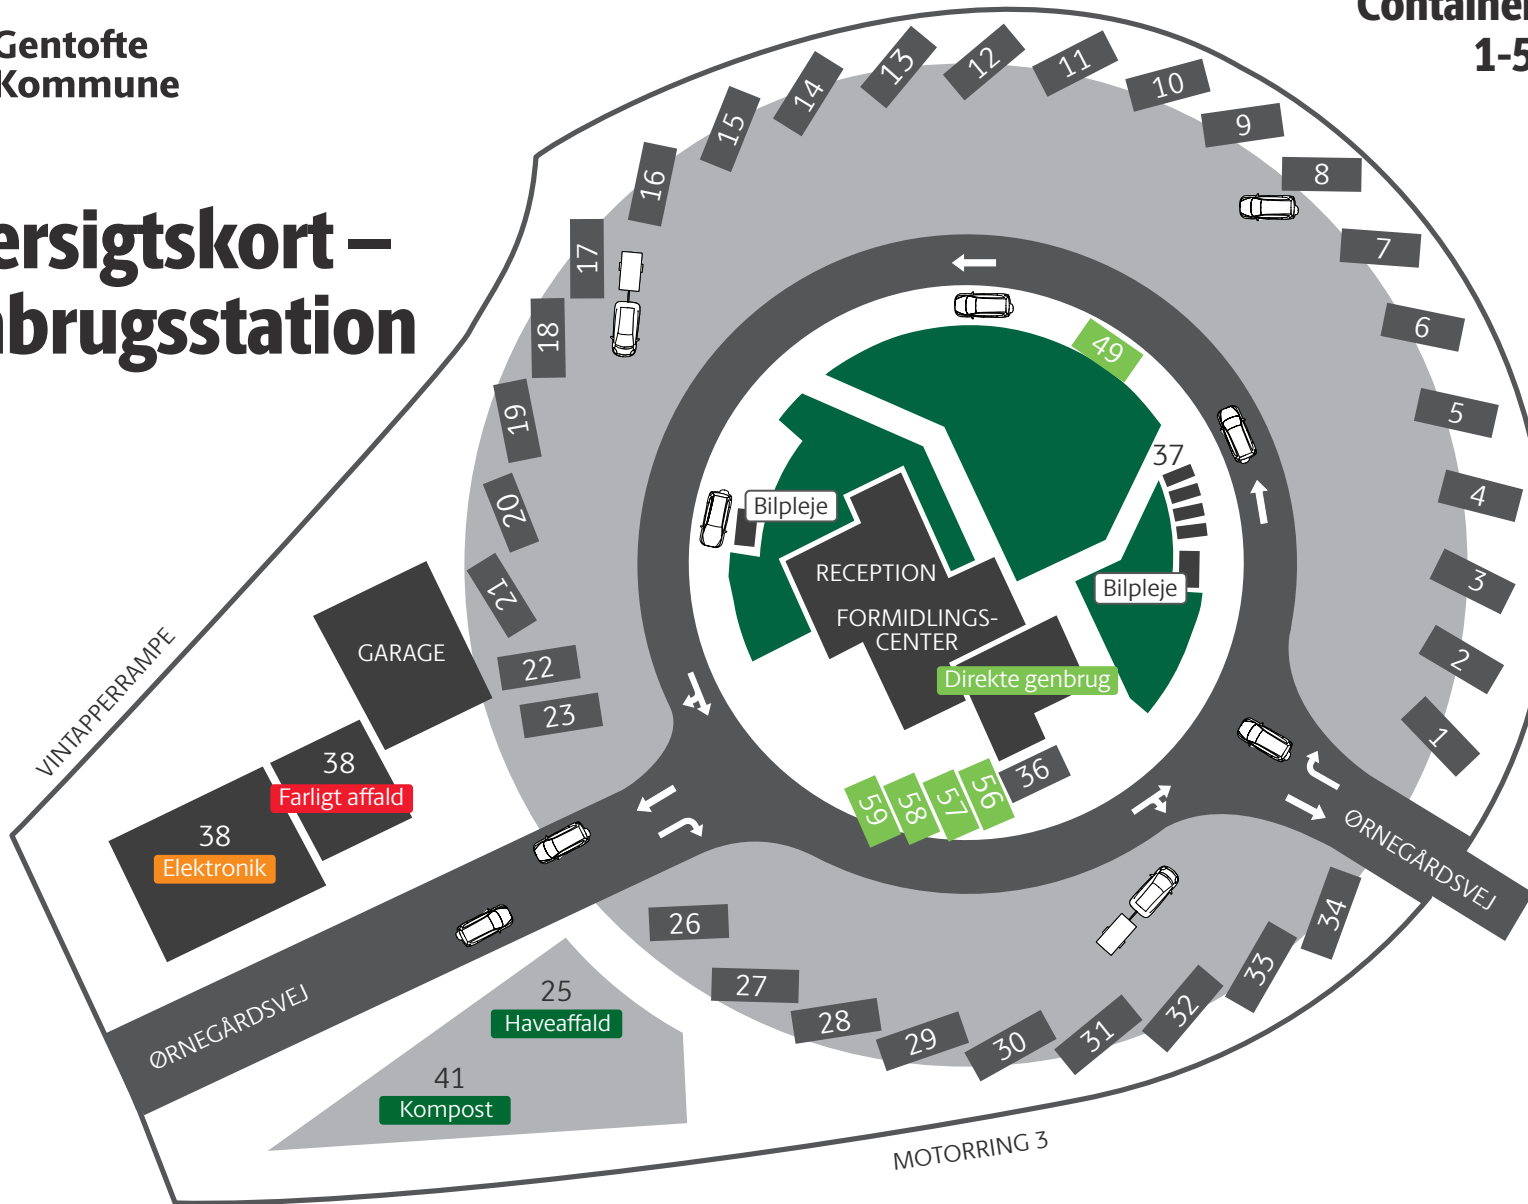 Gentofte
Kommune
Container
1-5
ersigtskort –
nbrugsstation
13
12
11
10
14
9
15
8
16
7
17
6
18
49
5
19
37
4
20
Bilpleje
RECEPTION
3
21
Bilpleje
FORMIDLINGS-
CENTER
GARAGE
22
2
Direkte genbrug
VINTAPPERRAMPE
23
1
38
Farligt affald
36
59
58
57
56
38
Elektronik
ØRNEGÅRDSVEJ
26
34
27
33
25
Haveaffald
28
32
29
30
31
ØRNEGÅRDSVEJ
41
Kompost
MOTORRING 3